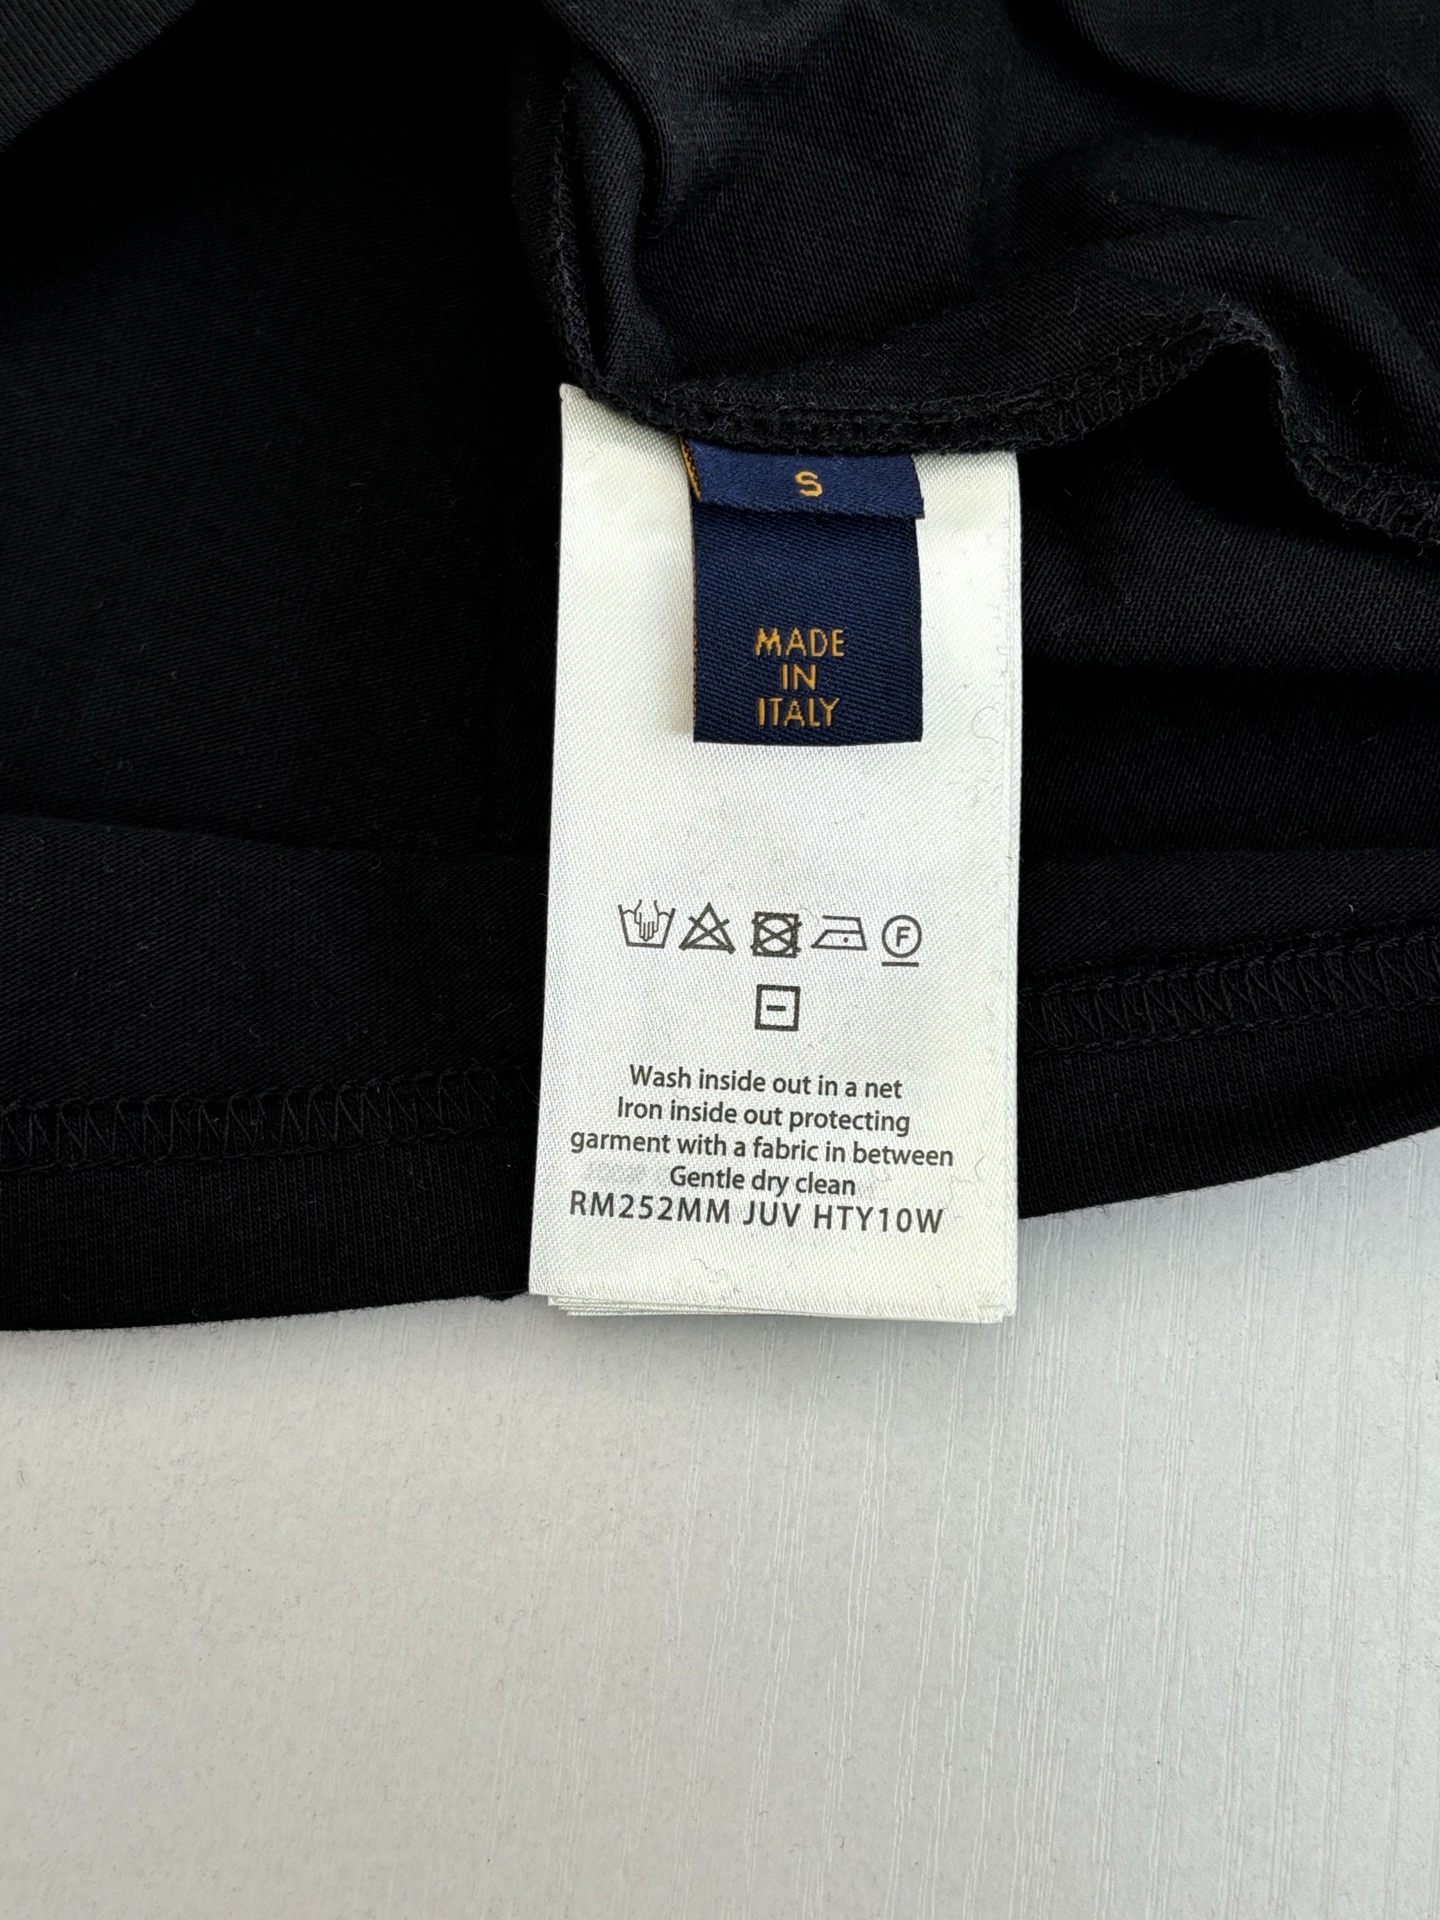 S
MADE
IN
ITALY
F
Wash inside out in a net
Iron inside out protecting
garment with a fabric in between
Gentle dry clean
RM252MM JUV HTY10W